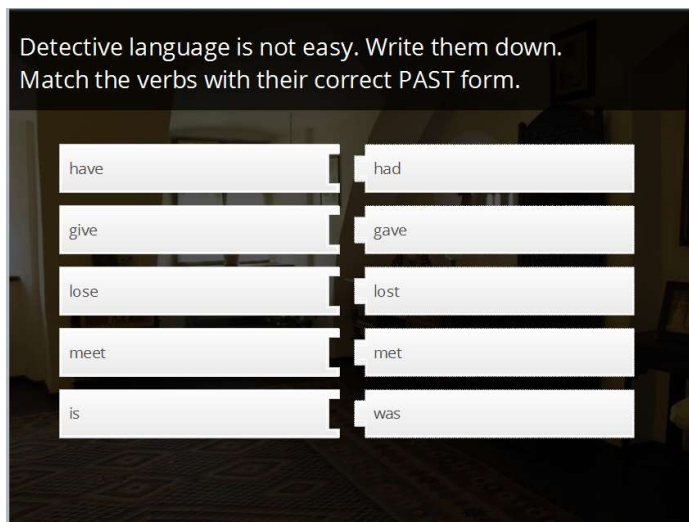 Detective language is not easy. Write them down.
Match the verbs with their correct PAST form.
have had
give gave
lose lost
meet met
is was